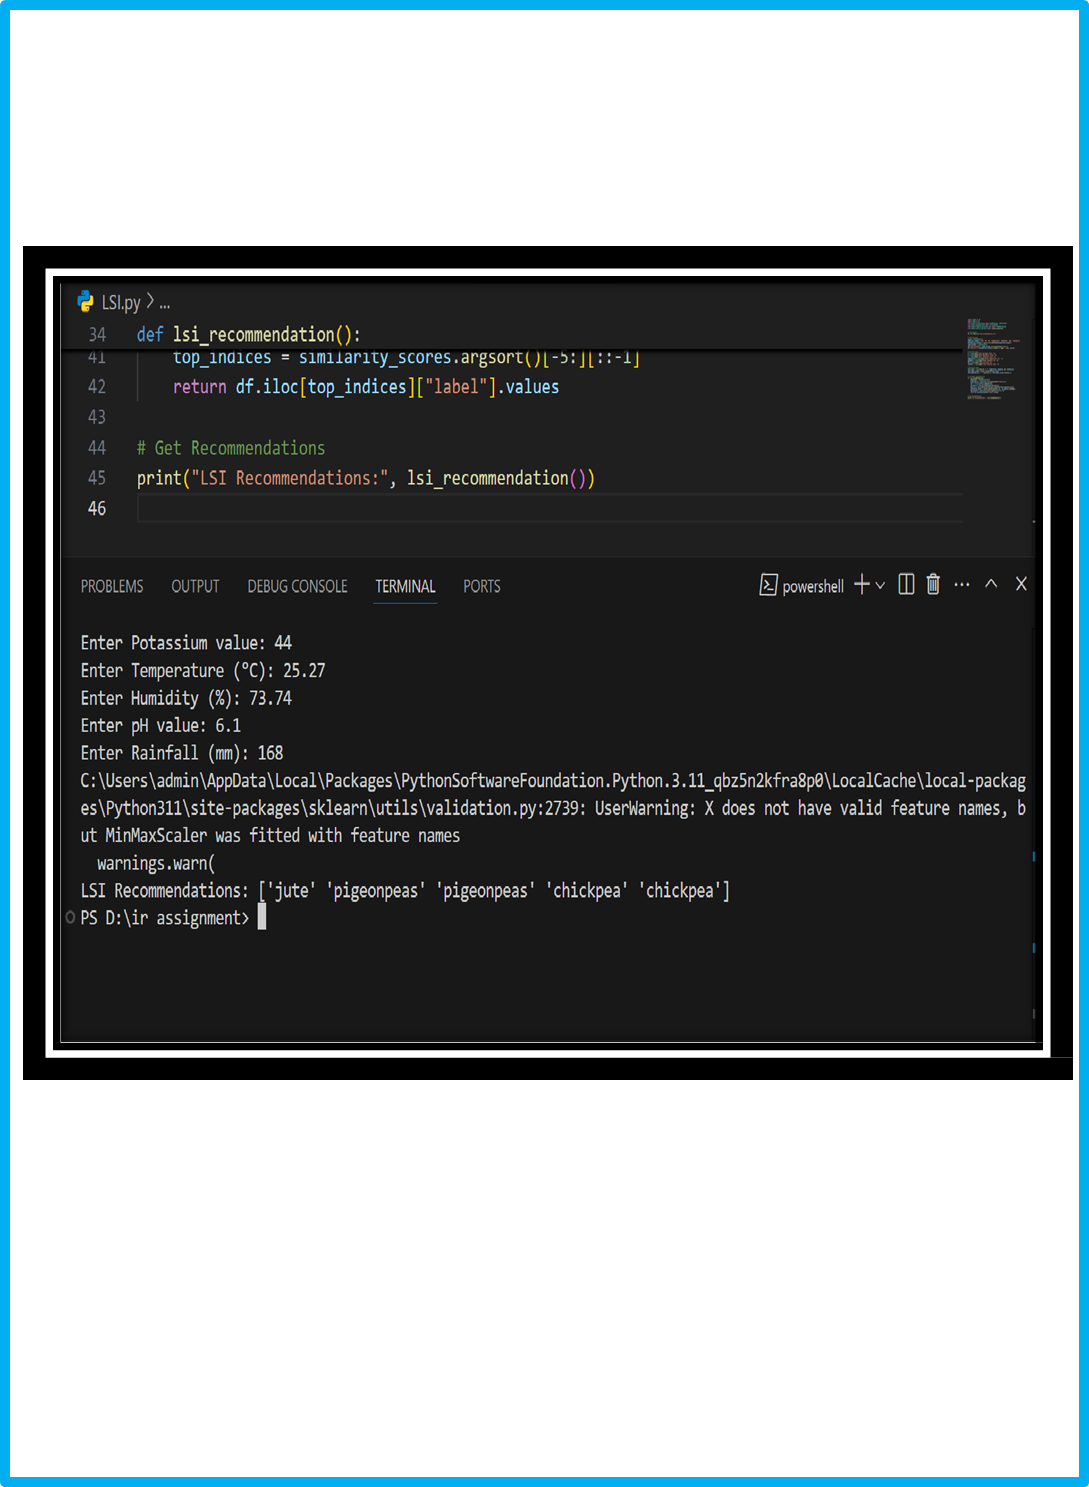 LSI.py > ...
34 def lsi_recommendation():
41 top_indices = similarity_scores.argsort()[-5:][::-1]
42 return df.iloc[top_indices]["label"].values
43
44 # Get Recommendations
45 print("LSI Recommendations:", lsi_recommendation())
46
PROBLEMS OUTPUT DEBUG CONSOLE TERMINAL PORTS powershell
Enter Potassium value: 44
Enter Temperature (°C): 25.27
Enter Humidity (%): 73.74
Enter pH value: 6.1
Enter Rainfall (mm): 168
C:\Users\admin\AppData\Local\Packages\PythonSoftwareFoundation.Python.3.11_qbz5n2kfra8p0\LocalCache\local-packag
es\Python311\site-packages\sklearn\utils\validation.py:2739: UserWarning: X does not have valid feature names, b
ut MinMaxScaler was fitted with feature names
warnings.warn(
LSI Recommendations: ['jute' 'pigeonpeas' 'pigeonpeas' 'chickpea' 'chickpea']
PS D:\ir assignment>